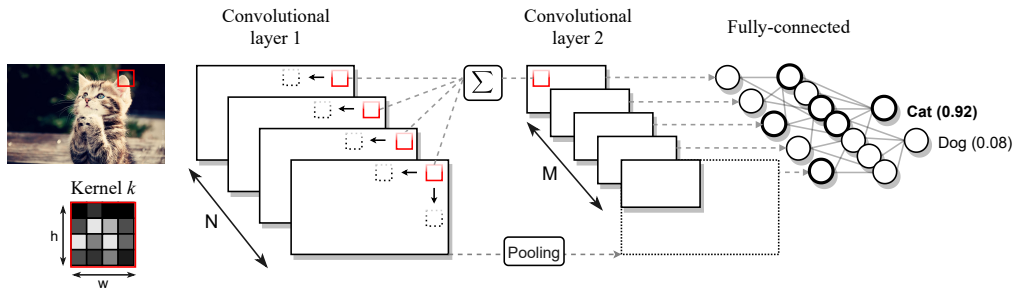 Convolutional
layer 1
Convolutional
layer 2
Fully-connected
Σ
Cat (0.92)
Dog (0.08)
Kernel k
h
w
N
M
Pooling